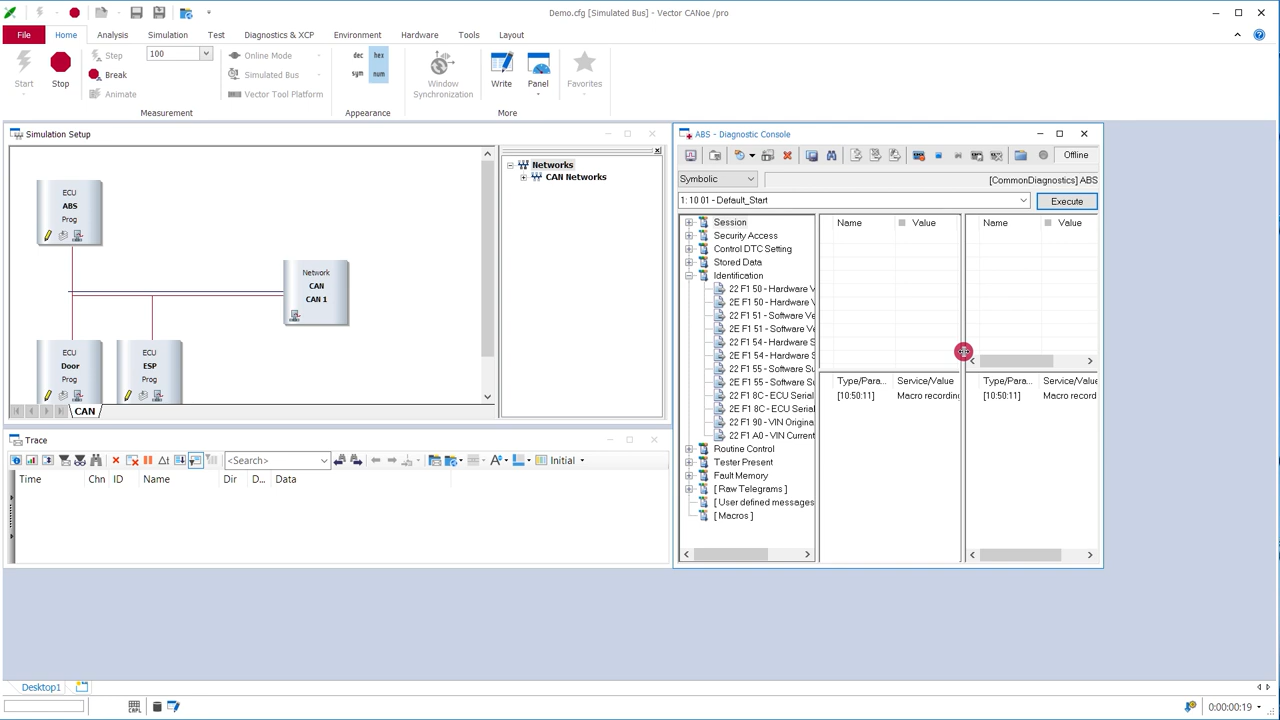 Demo.cfg [Simulated Bus] - Vector CANoe /pro
File Home Analysis Simulation Test Diagnostics & XCP Environment Hardware Tools Layout
Start
Stop
Step
Break
Animate
100
Online Mode
Simulated Bus
Vector Tool Platform
dec hex
sym num
Window
Synchronization
Write
Panel
Favorites
Measurement
Appearance
More
Simulation Setup
ECU
ABS
Prog
Network
CAN
CAN 1
ECU
Door
Prog
ECU
ESP
Prog
CAN
Networks
CAN Networks
Trace
<Search>
Initial
Time Chn ID Name Dir D... Data
ABS - Diagnostic Console
Offline
Symbolic
[CommonDiagnostics] ABS
1: 10 01 - Default_Start
Execute
Session
Security Access
Control DTC Setting
Stored Data
Identification
22 F1 50 - Hardware V
2E F1 50 - Hardware V
22 F1 51 - Software Ve
2E F1 51 - Software Ve
22 F1 54 - Hardware S
2E F1 54 - Hardware S
22 F1 55 - Software Su
2E F1 55 - Software Su
22 F1 8C - ECU Serial
2E F1 8C - ECU Serial
22 F1 90 - VIN Origina
22 F1 A0 - VIN Current
Routine Control
Tester Present
Fault Memory
[ Raw Telegrams ]
[ User defined messages
[ Macros ]
Name Value
Name Value
Type/Para... Service/Value
[10:50:11] Macro recording
Type/Para... Service/Valu
[10:50:11] Macro record
Desktop1
CAPL
0:00:00:19